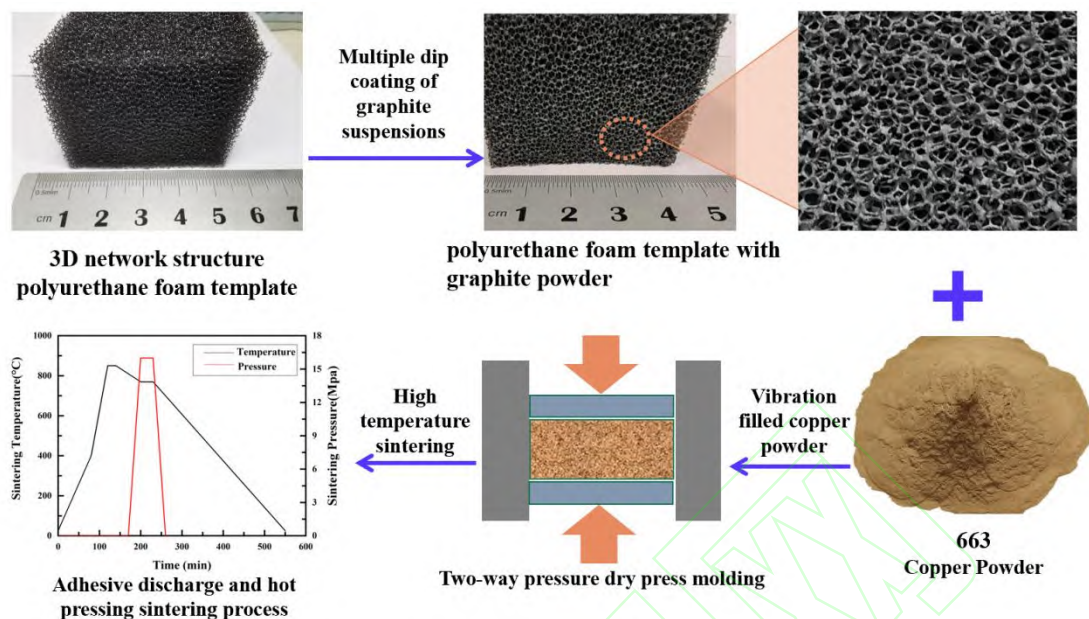 Multiple dip
coating of
graphite
suspensions
0.5mm
cm 1 2 3 4 5 6 7
0.5mm
cm 1 2 3 4 5
3D network structure
polyurethane foam template
polyurethane foam template with
graphite powder
+
1000
800
600
400
200
0
Sintering Temperature(°C)
Temperature
Pressure
18
15
12
9
6
3
0
Sintering Pressure(Mpa)
0 100 200 300 400 500 600
Time (min)
Adhesive discharge and hot
pressing sintering process
High
temperature
sintering
Two-way pressure dry press molding
Vibration
filled copper
powder
663
Copper Powder